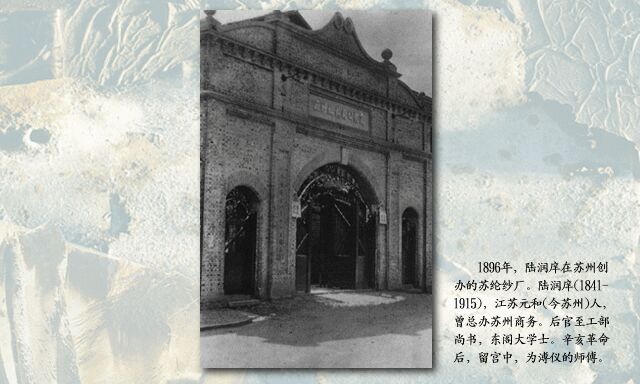 1896年，陆润庠在苏州创
办的苏纶纱厂。陆润庠(1841-
1915)，江苏元和(今苏州)人，
曾总办苏州商务。后官至工部
尚书，东阁大学士。辛亥革命
后，留宫中，为溥仪的师傅。